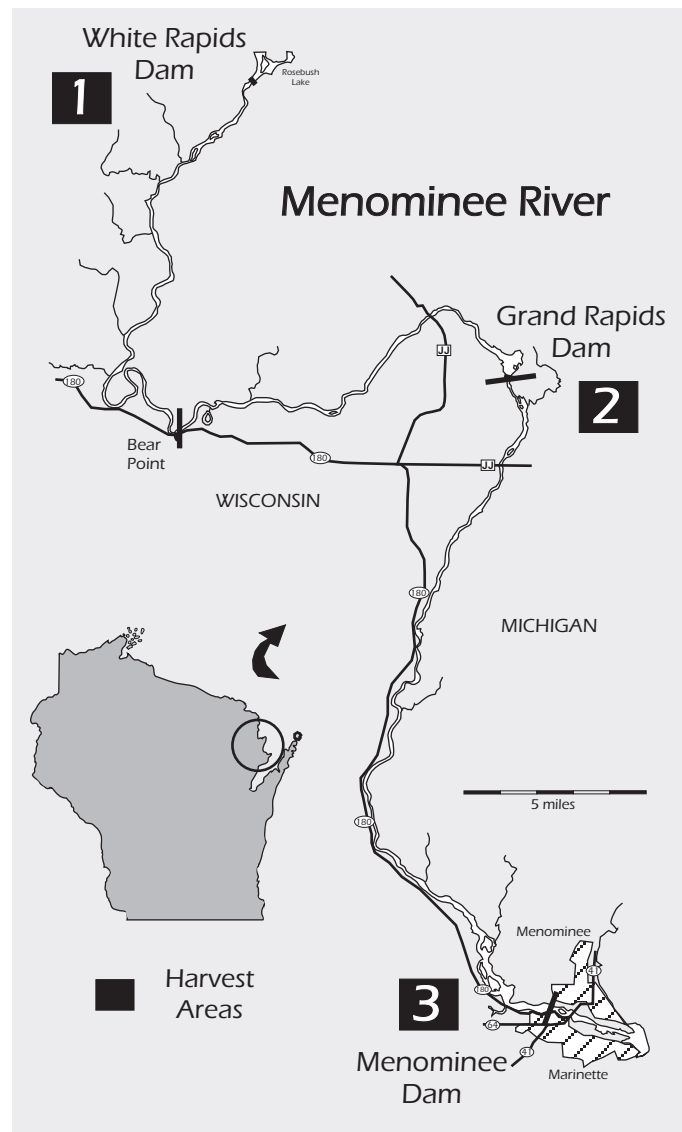 White Rapids
Dam
1
Rosebush
Lake
Menominee River
Grand Rapids
Dam
JJ
2
180
Bear
Point
180
JJ
WISCONSIN
180
MICHIGAN
5 miles
180
Menominee
41
180
Harvest
Areas
3
64
Menominee
Dam
41
Marinette